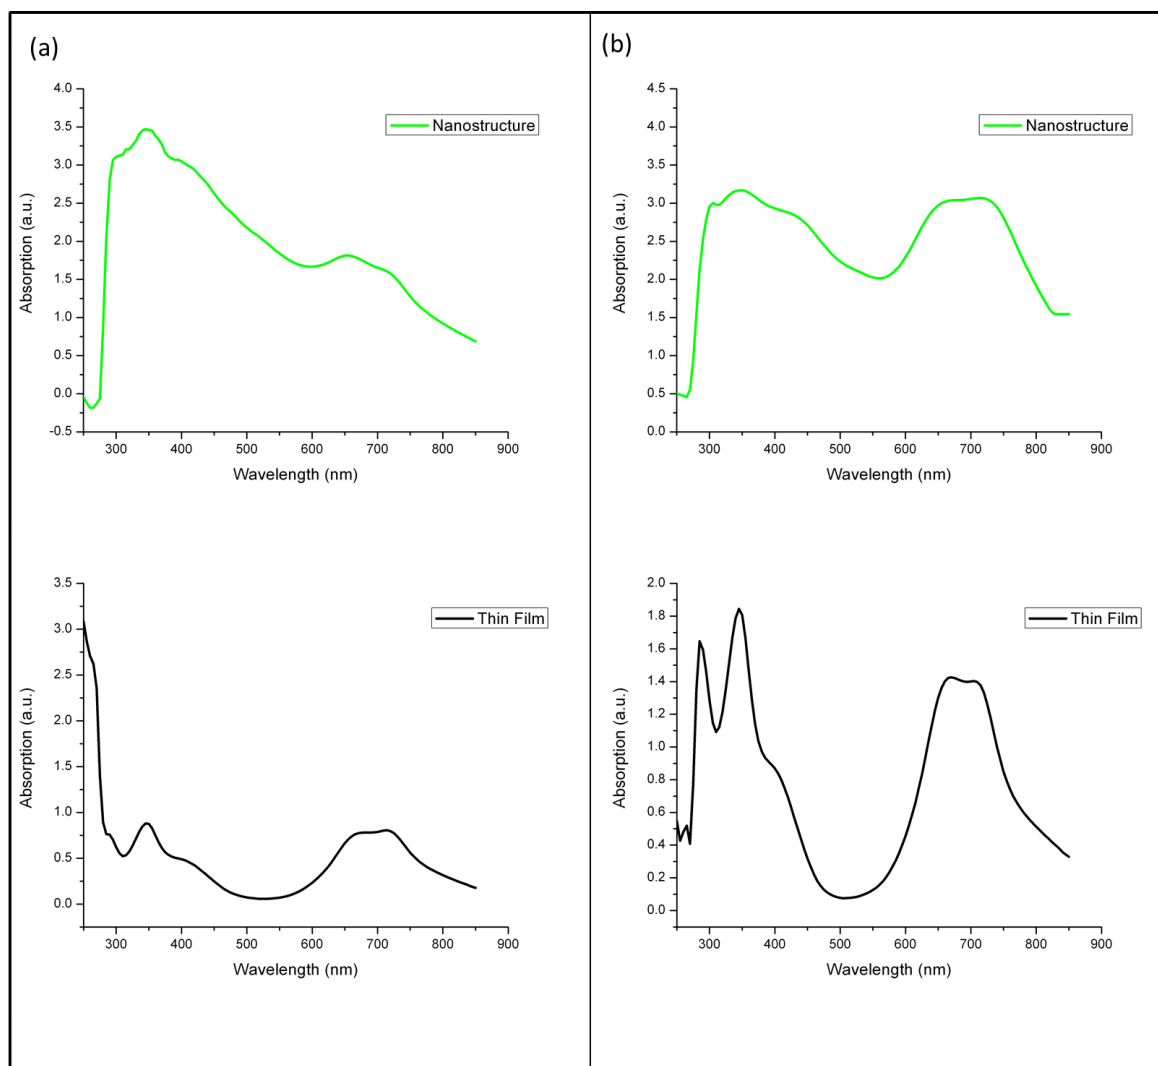 (a)
Nanostructure
Absorption (a.u.)
4.0
3.5
3.0
2.5
2.0
1.5
1.0
0.5
0.0
-0.5
300 400 500 600 700 800 900
Wavelength (nm)
(b)
Nanostructure
Absorption (a.u.)
4.5
4.0
3.5
3.0
2.5
2.0
1.5
1.0
0.5
0.0
300 400 500 600 700 800 900
Wavelength (nm)
Thin Film
Absorption (a.u.)
3.5
3.0
2.5
2.0
1.5
1.0
0.5
0.0
300 400 500 600 700 800 900
Wavelength (nm)
Thin Film
Absorption (a.u.)
2.0
1.8
1.6
1.4
1.2
1.0
0.8
0.6
0.4
0.2
0.0
300 400 500 600 700 800 900
Wavelength (nm)